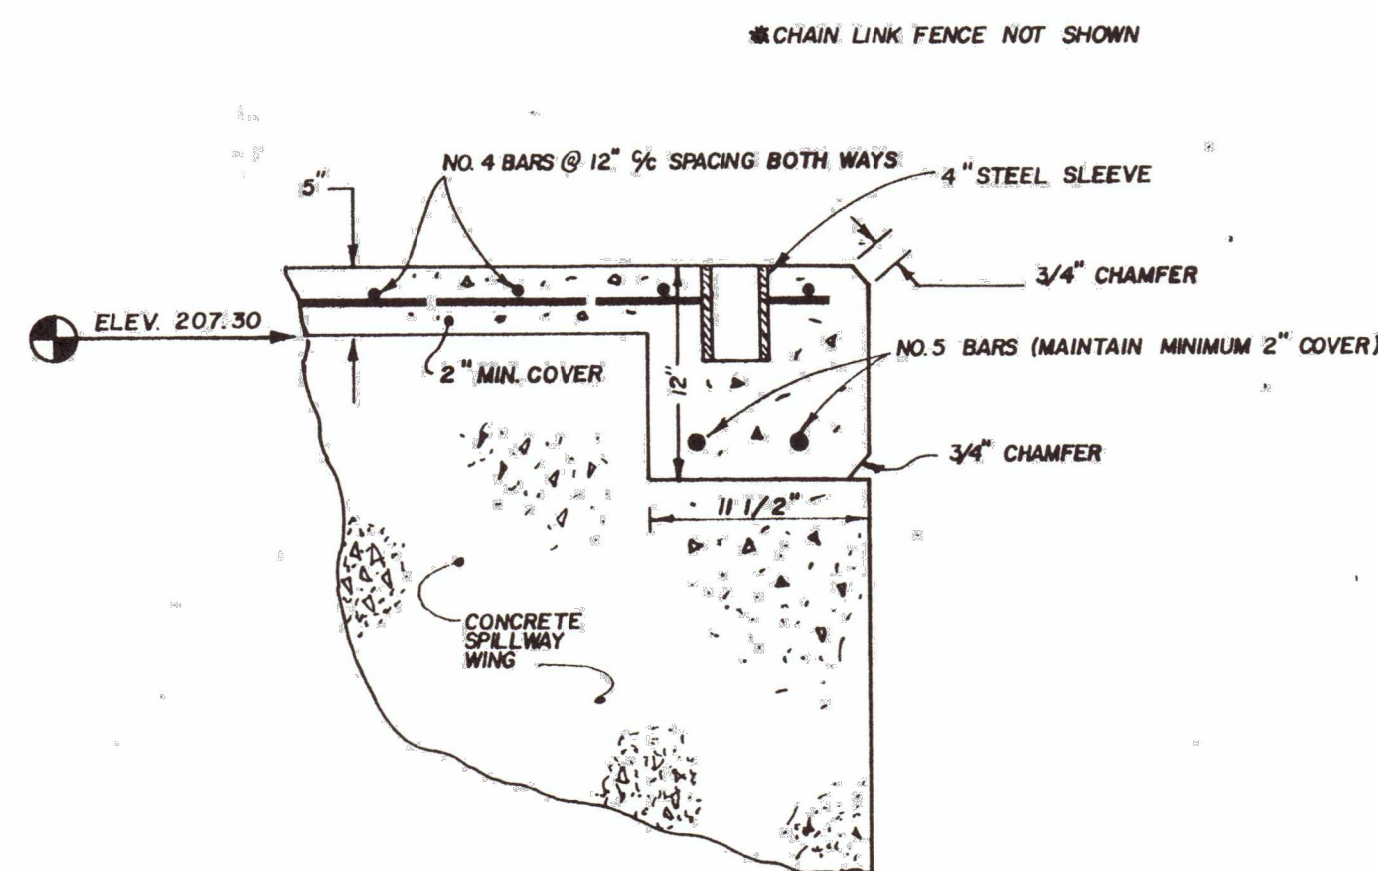 *CHAIN LINK FENCE NOT SHOWN
NO. 4 BARS @ 12" C/C SPACING BOTH WAYS
4" STEEL SLEEVE
5"
3/4" CHAMFER
ELEV. 207.30
NO. 5 BARS (MAINTAIN MINIMUM 2" COVER)
2" MIN. COVER
12"
3/4" CHAMFER
11 1/2"
CONCRETE
SPILLWAY
WING